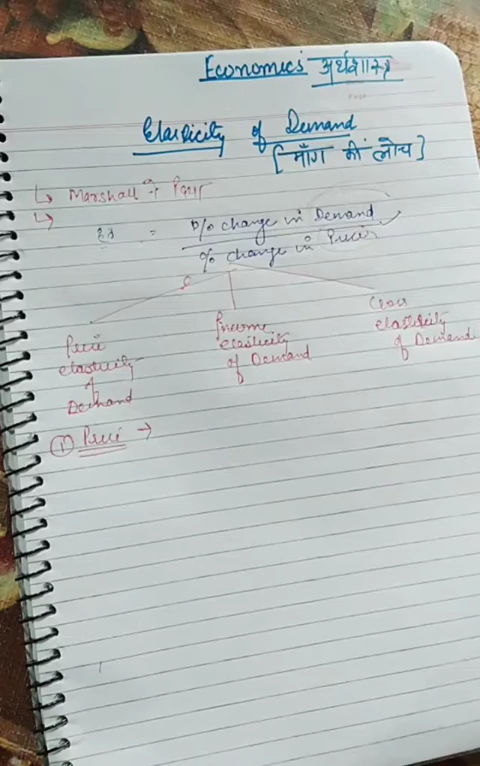 Economics अर्थशास्त्र
Elasticity of Demand
[माँग की लोच]
↳ Marshall ने दिया
↳
= % change in Demand
% change in Price
Price Income Cross
elasticity elasticity elasticity
of of Demand of Demand
Demand
① Price →